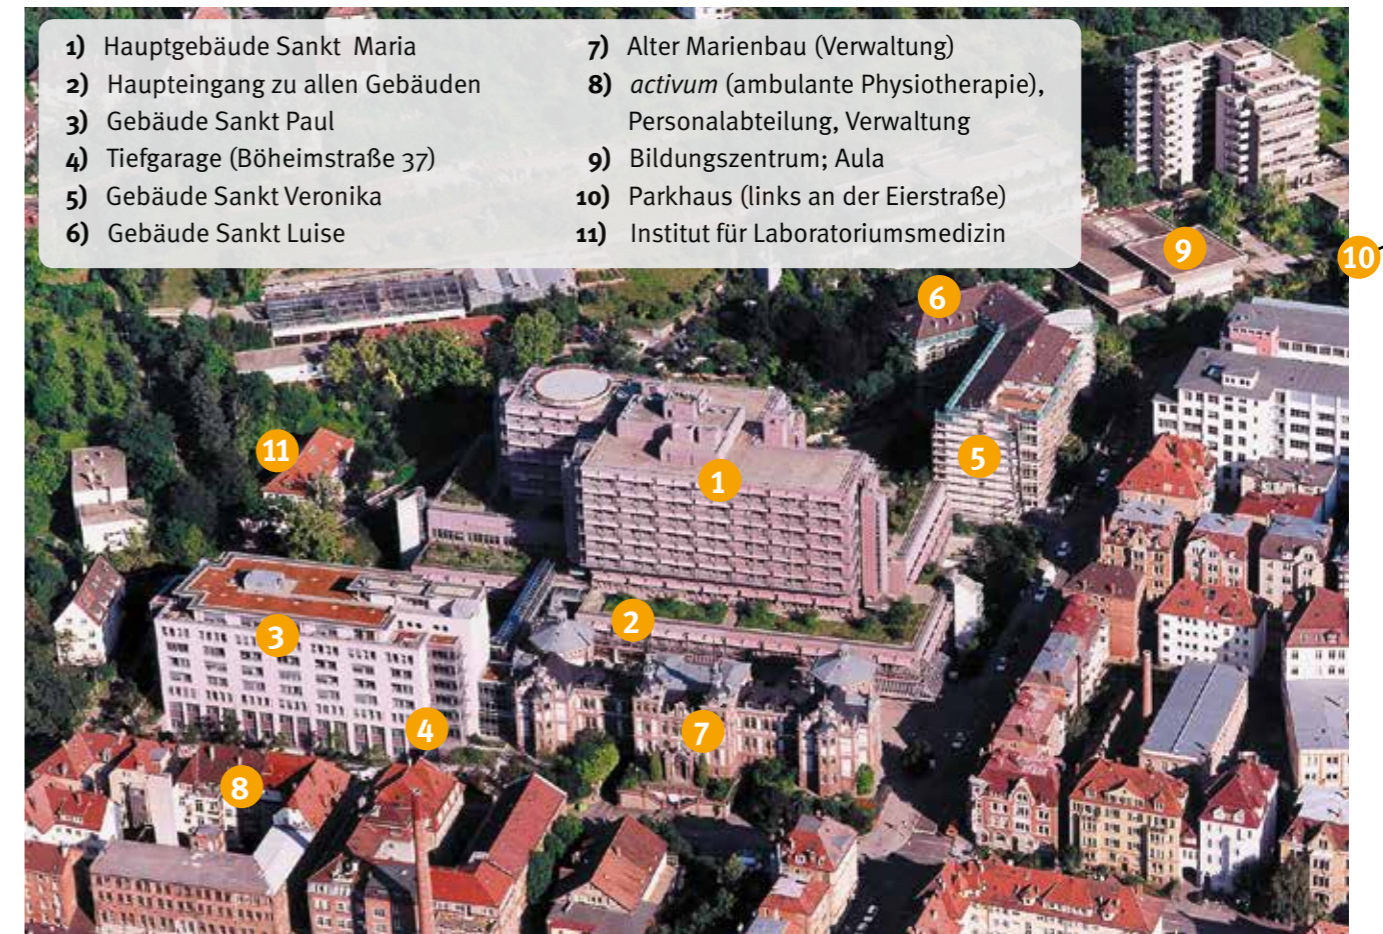 1) Hauptgebäude Sankt Maria
2) Haupteingang zu allen Gebäuden
3) Gebäude Sankt Paul
4) Tiefgarage (Böheimstraße 37)
5) Gebäude Sankt Veronika
6) Gebäude Sankt Luise
7) Alter Marienbau (Verwaltung)
8) activum (ambulante Physiotherapie),
Personalabteilung, Verwaltung
9) Bildungszentrum; Aula
10) Parkhaus (links an der Eierstraße)
11) Institut für Laboratoriumsmedizin
9
10
6
11
5
1
2
3
4
7
8